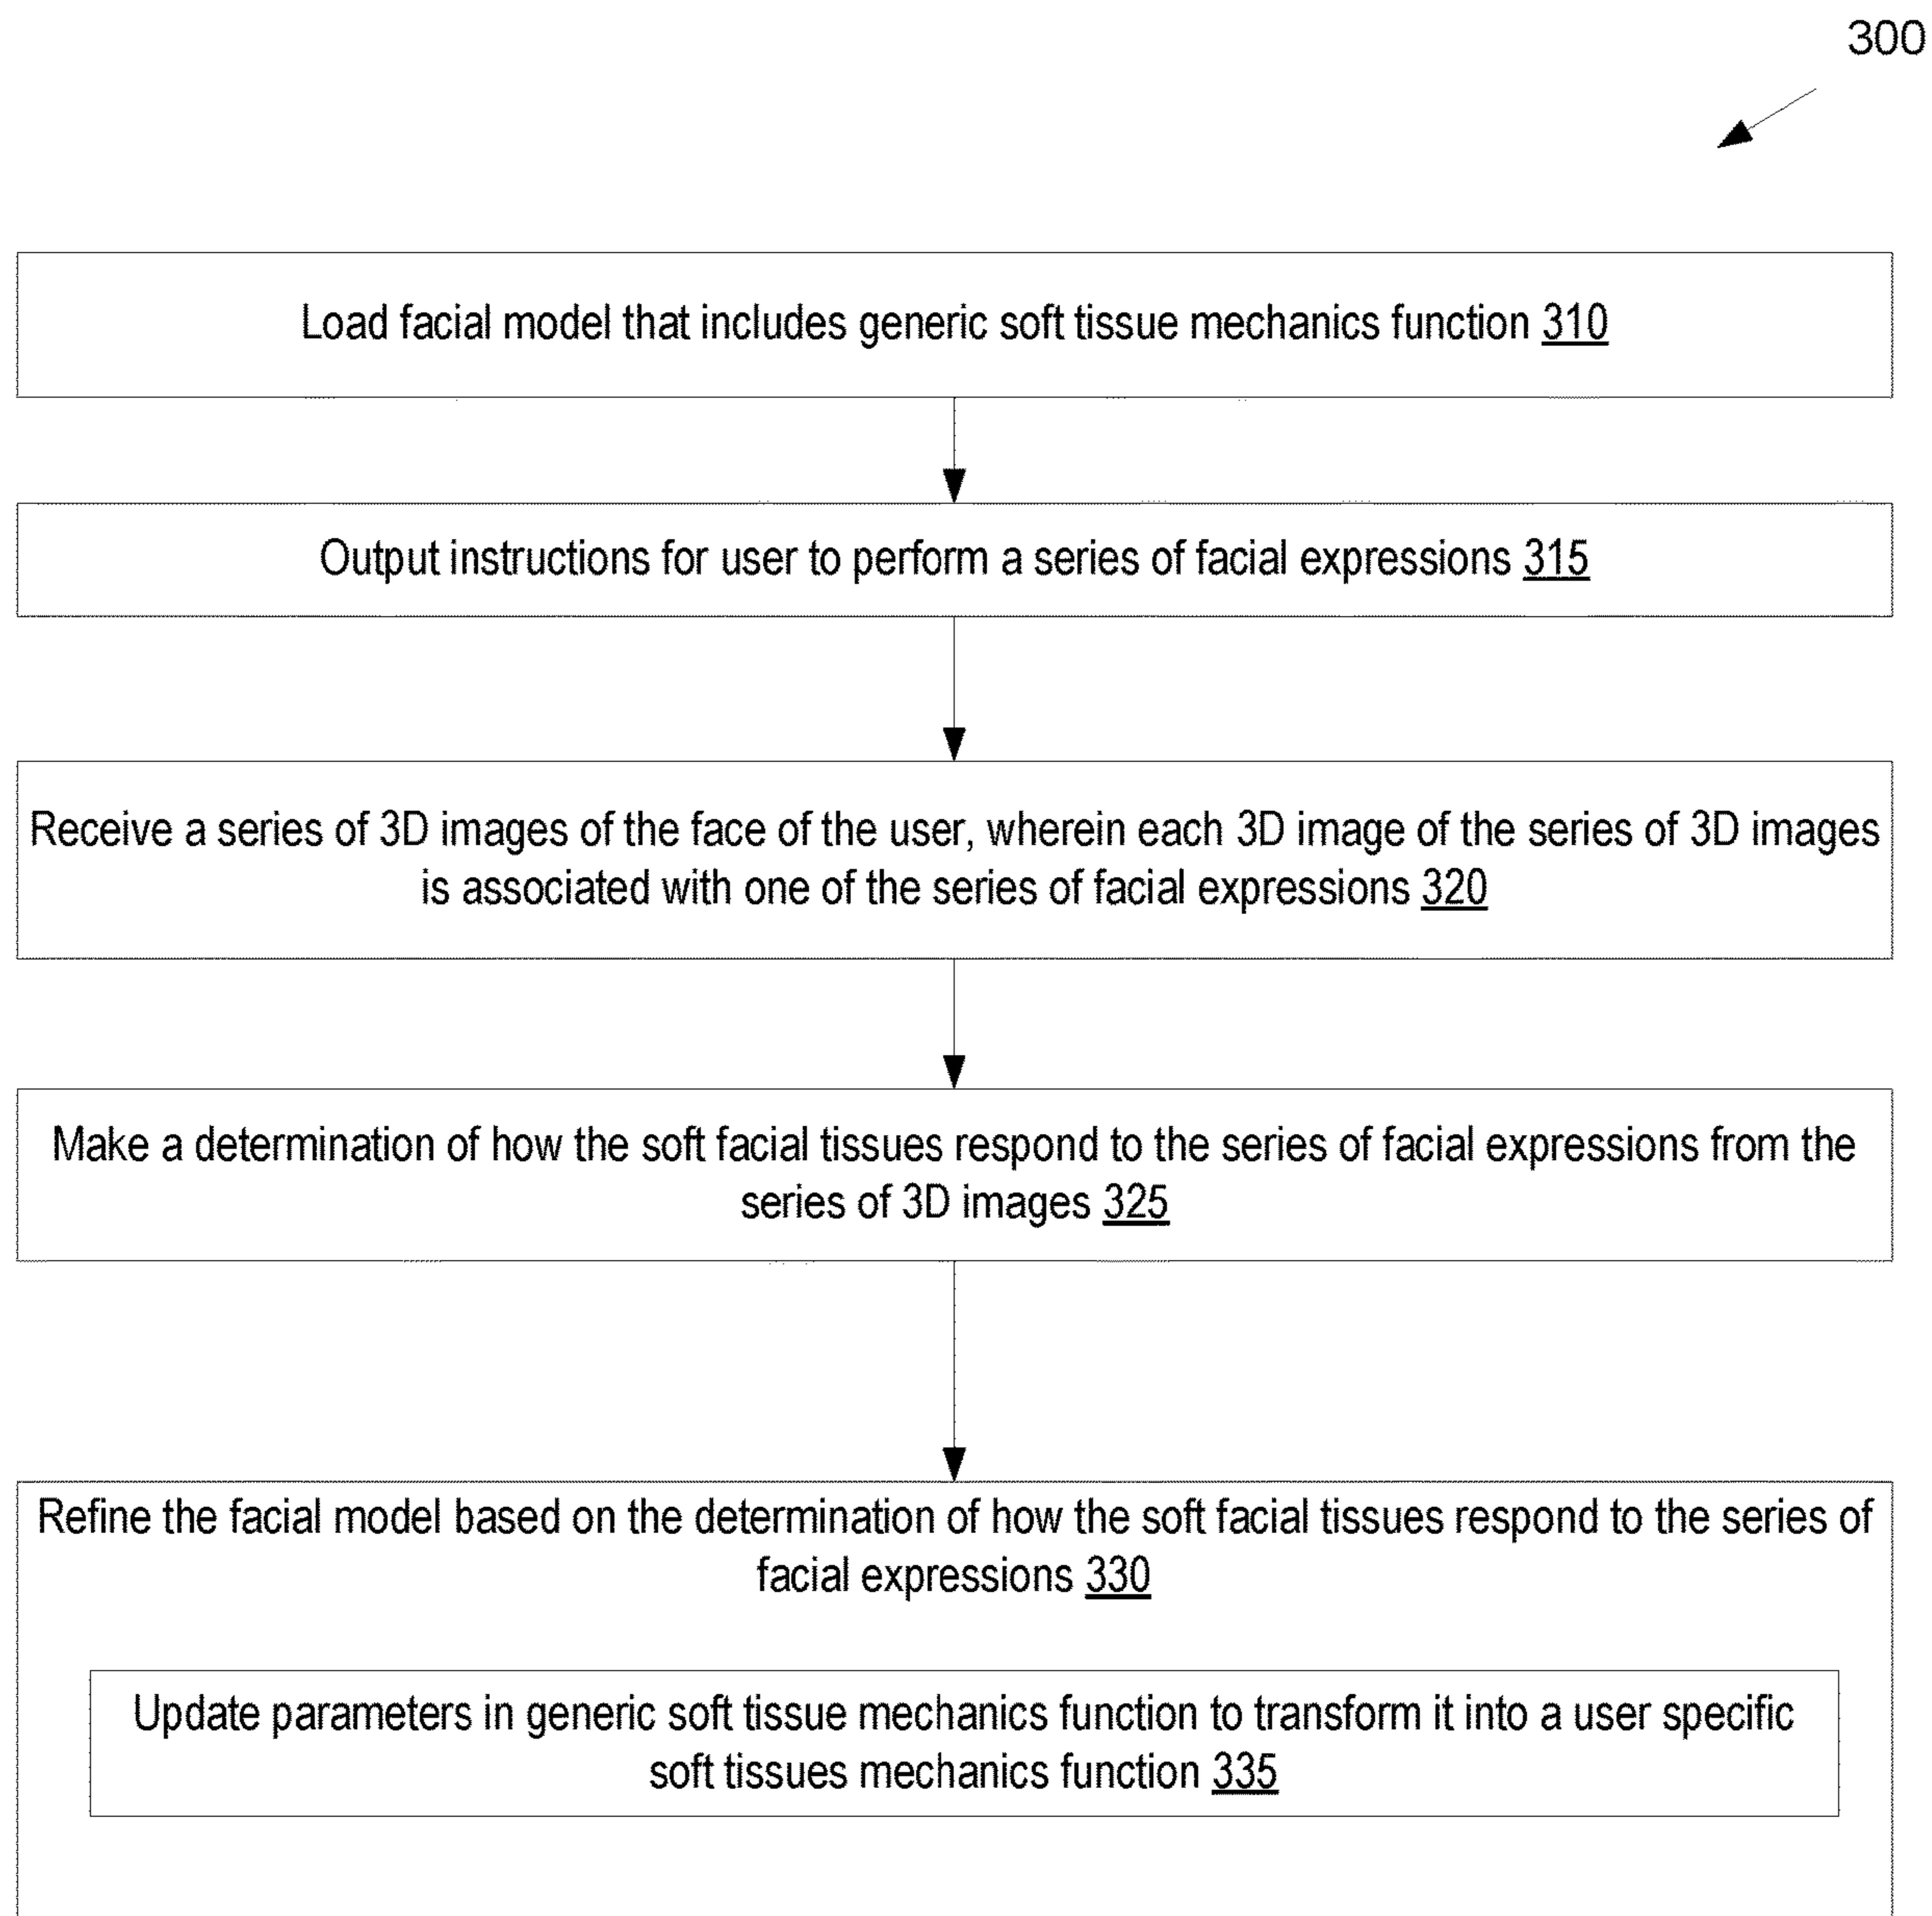 300
Load facial model that includes generic soft tissue mechanics function 310
Output instructions for user to perform a series of facial expressions 315
Receive a series of 3D images of the face of the user, wherein each 3D image of the series of 3D images
is associated with one of the series of facial expressions 320
Make a determination of how the soft facial tissues respond to the series of facial expressions from the
series of 3D images 325
Refine the facial model based on the determination of how the soft facial tissues respond to the series of
facial expressions 330
Update parameters in generic soft tissue mechanics function to transform it into a user specific
soft tissues mechanics function 335